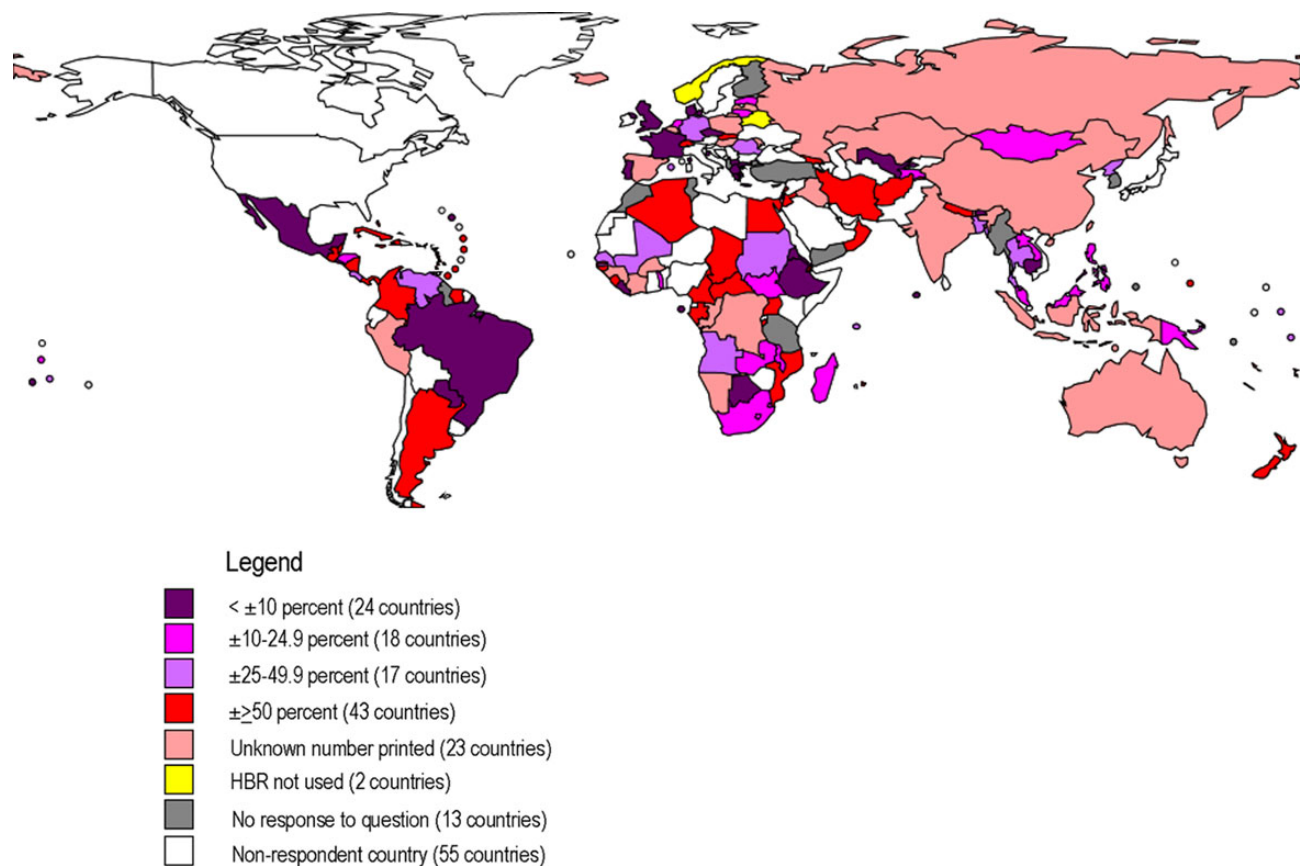 Legend
< ±10 percent (24 countries)
±10-24.9 percent (18 countries)
±25-49.9 percent (17 countries)
±≥50 percent (43 countries)
Unknown number printed (23 countries)
HBR not used (2 countries)
No response to question (13 countries)
Non-respondent country (55 countries)